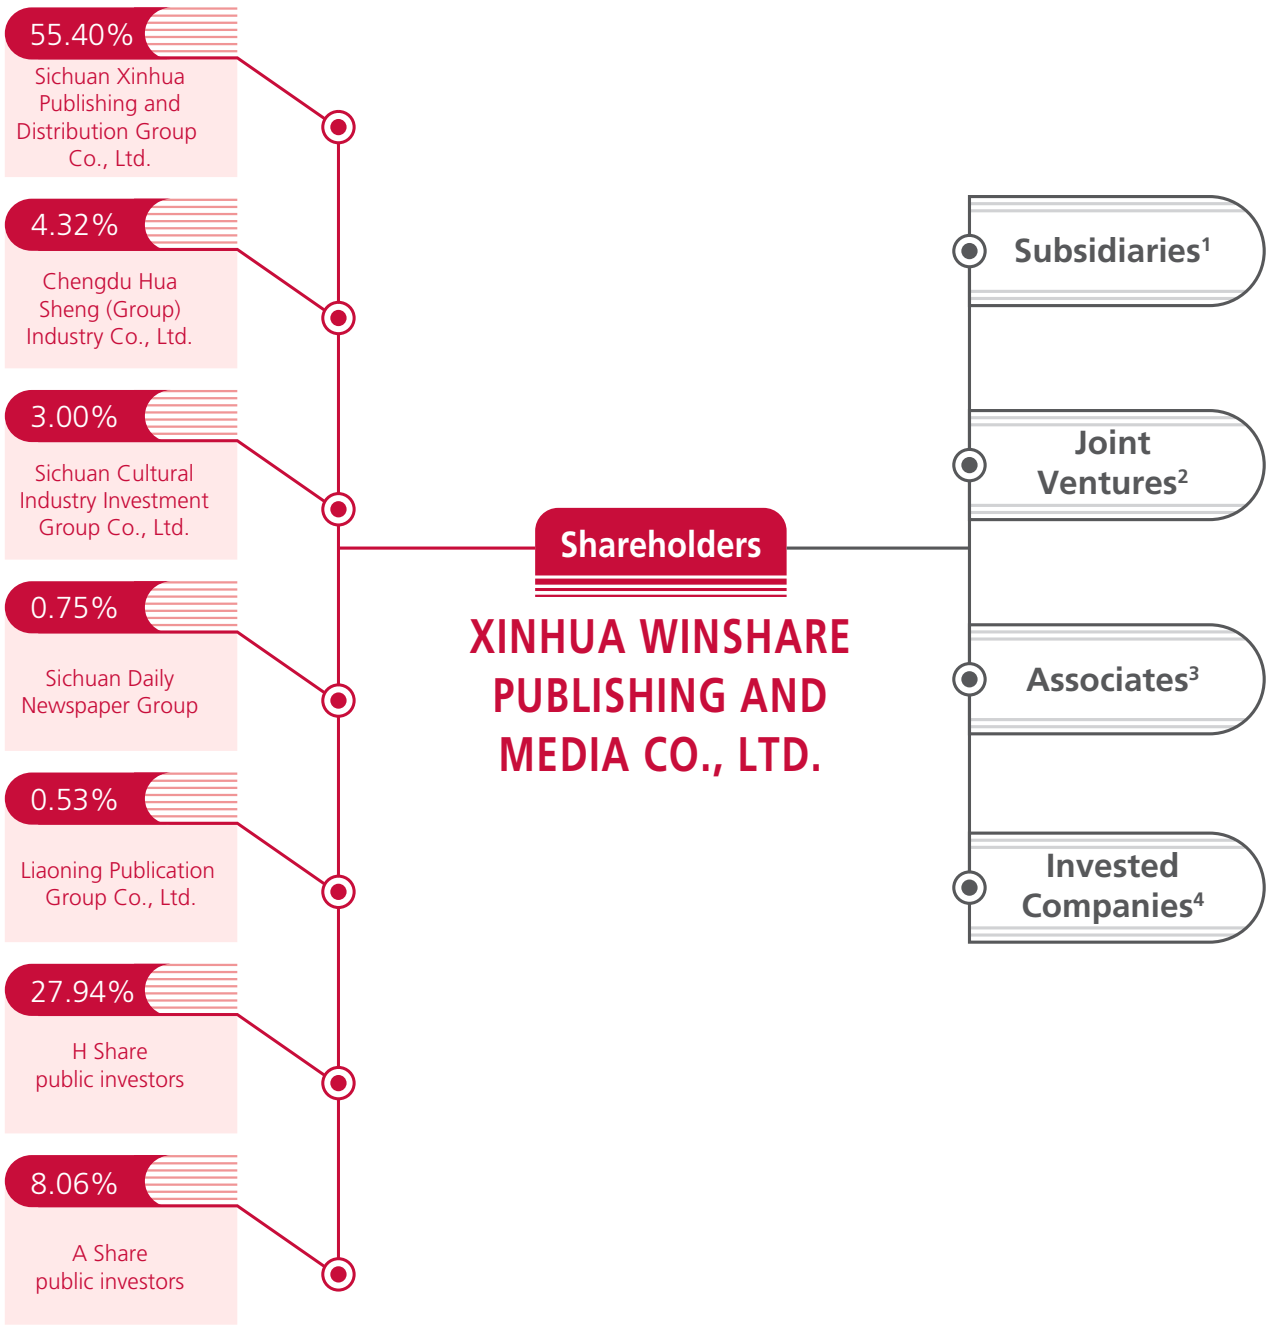 55.40%
Sichuan Xinhua
Publishing and
Distribution Group
Co., Ltd.
4.32%
Chengdu Hua
Sheng (Group)
Industry Co., Ltd.
3.00%
Sichuan Cultural
Industry Investment
Group Co., Ltd.
0.75%
Sichuan Daily
Newspaper Group
0.53%
Liaoning Publication
Group Co., Ltd.
27.94%
H Share
public investors
8.06%
A Share
public investors
Shareholders
XINHUA WINSHARE
PUBLISHING AND
MEDIA CO., LTD.
Subsidiaries¹
Joint
Ventures²
Associates³
Invested
Companies⁴